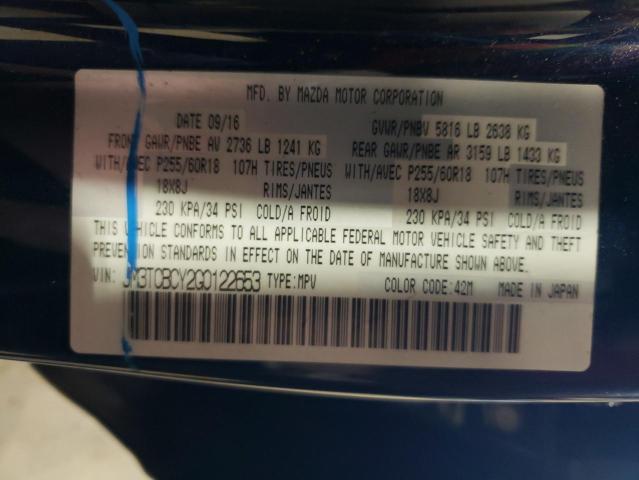 MFD. BY MAZDA MOTOR CORPORATION
DATE 09/16 GVWR/PNBV 5816 LB 2638 KG
FRONT GAWR/PNBE AV 2736 LB 1241 KG REAR GAWR/PNBE AR 3159 LB 1433 KG
WITH/AVEC P255/60R18 107H TIRES/PNEUS WITH/AVEC P255/60R18 107H TIRES/PNEUS
18X8J RIMS/JANTES 18X8J RIMS/JANTES
230 KPA/34 PSI COLD/A FROID 230 KPA/34 PSI COLD/A FROID
THIS VEHICLE CONFORMS TO ALL APPLICABLE FEDERAL MOTOR VEHICLE SAFETY AND THEFT
PREVENTION STANDARDS IN EFFECT ON THE DATE OF MANUFACTURE SHOWN ABOVE.
VIN: JM3TCBCY2G0122653 TYPE:MPV COLOR CODE:42M MADE IN JAPAN